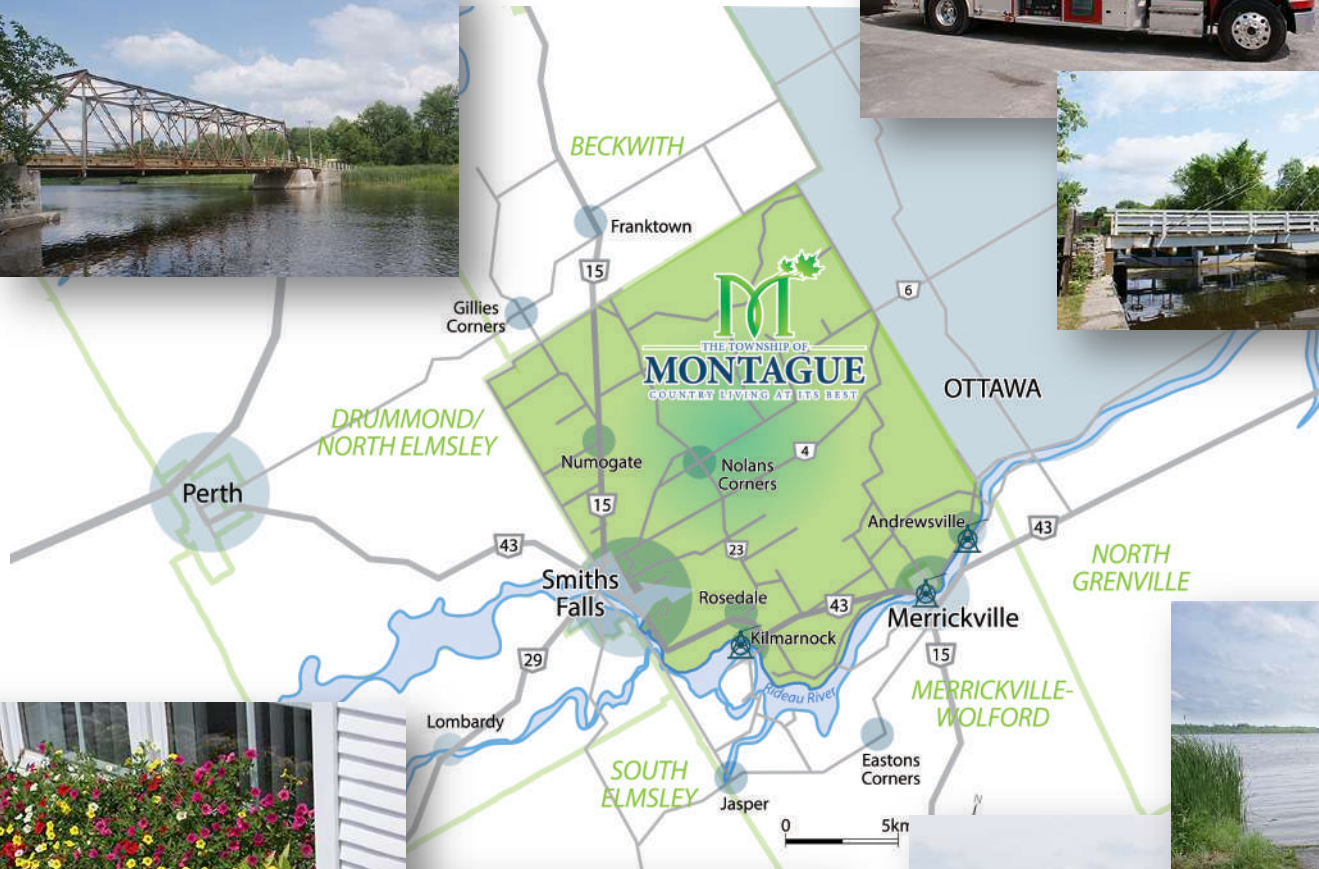 BECKWITH
Franktown
15
Gillies
Corners
6
THE TOWNSHIP OF
MONTAGUE
COUNTRY LIVING AT ITS BEST
OTTAWA
DRUMMOND/
NORTH ELMSLEY
Numogate
Nolans
Corners
4
Perth
15
Andrewsville
43
43
23
NORTH
GRENVILLE
Smiths
Falls
Rosedale
43
Merrickville
Kilmarnock
29
15
Rideau River
MERRICKVILLE-
WOLFORD
Lombardy
Eastons
Corners
SOUTH
ELMSLEY
Jasper
N
0
5km